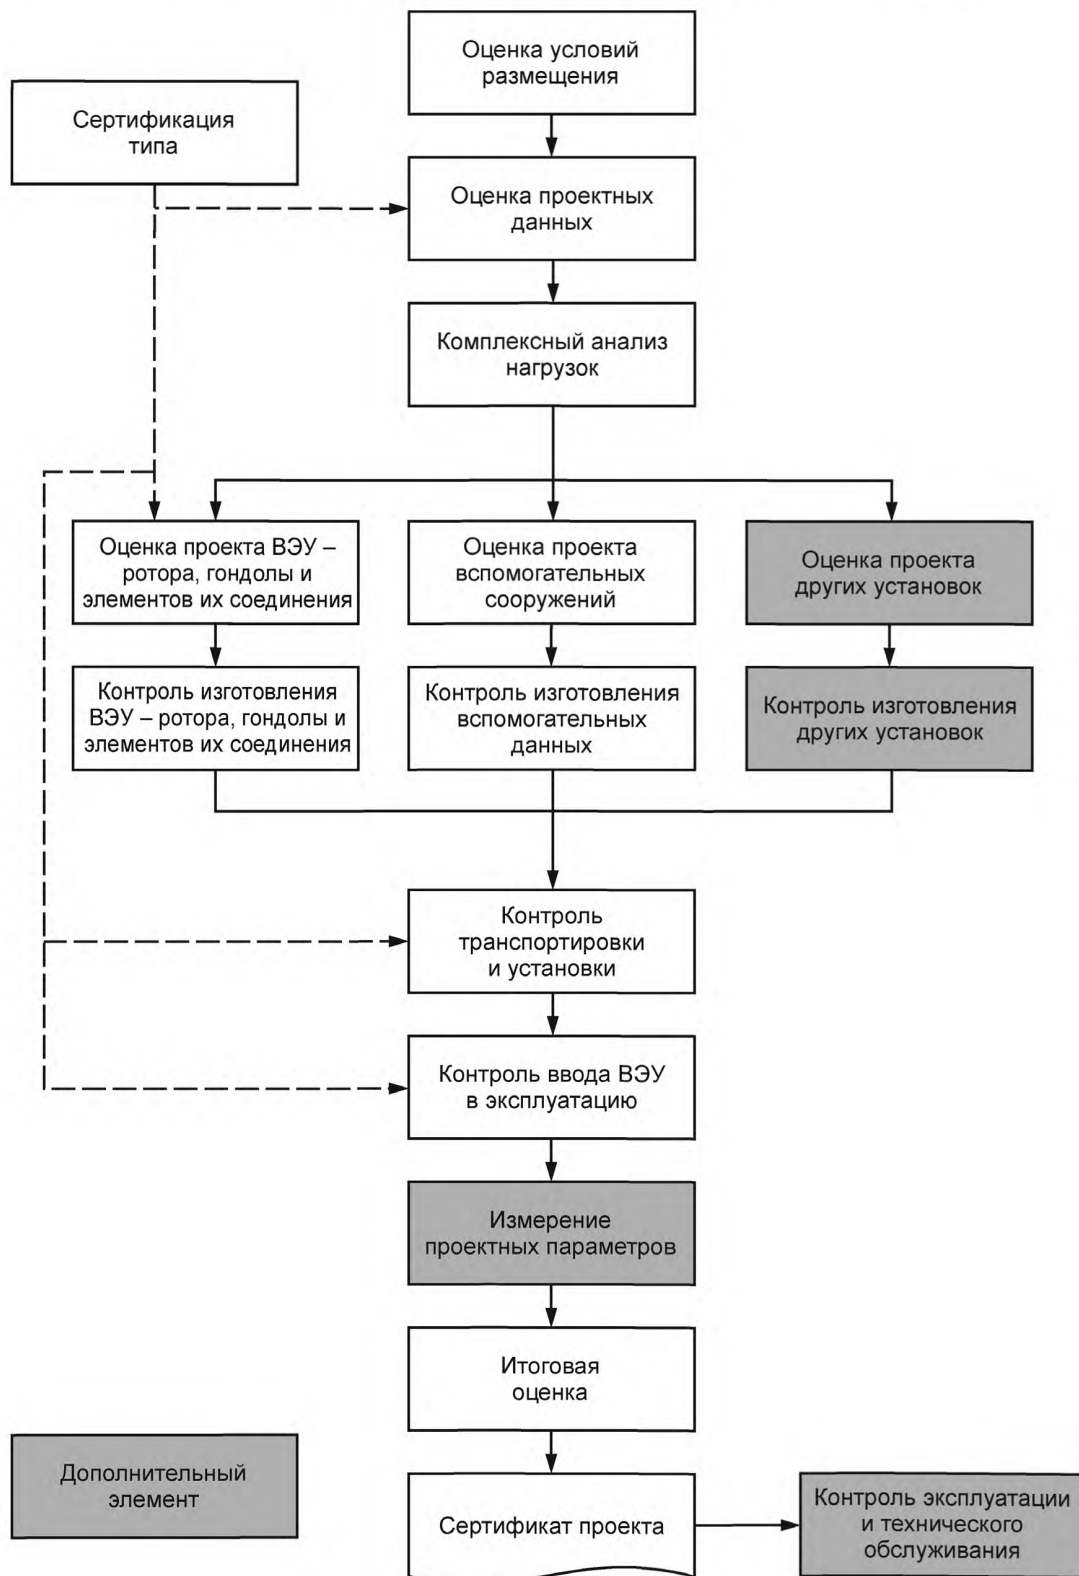 Оценка условий
размещения
Сертификация
типа
Оценка проектных
данных
Комплексный анализ
нагрузок
Оценка проекта ВЭУ –
ротора, гондолы и
элементов их соединения
Оценка проекта
вспомогательных
сооружений
Оценка проекта
других установок
Контроль изготовления
ВЭУ – ротора, гондолы и
элементов их соединения
Контроль изготовления
вспомогательных
данных
Контроль изготовления
других установок
Контроль
транспортировки
и установки
Контроль ввода ВЭУ
в эксплуатацию
Измерение
проектных параметров
Итоговая
оценка
Дополнительный
элемент
Сертификат проекта
Контроль эксплуатации
и технического
обслуживания